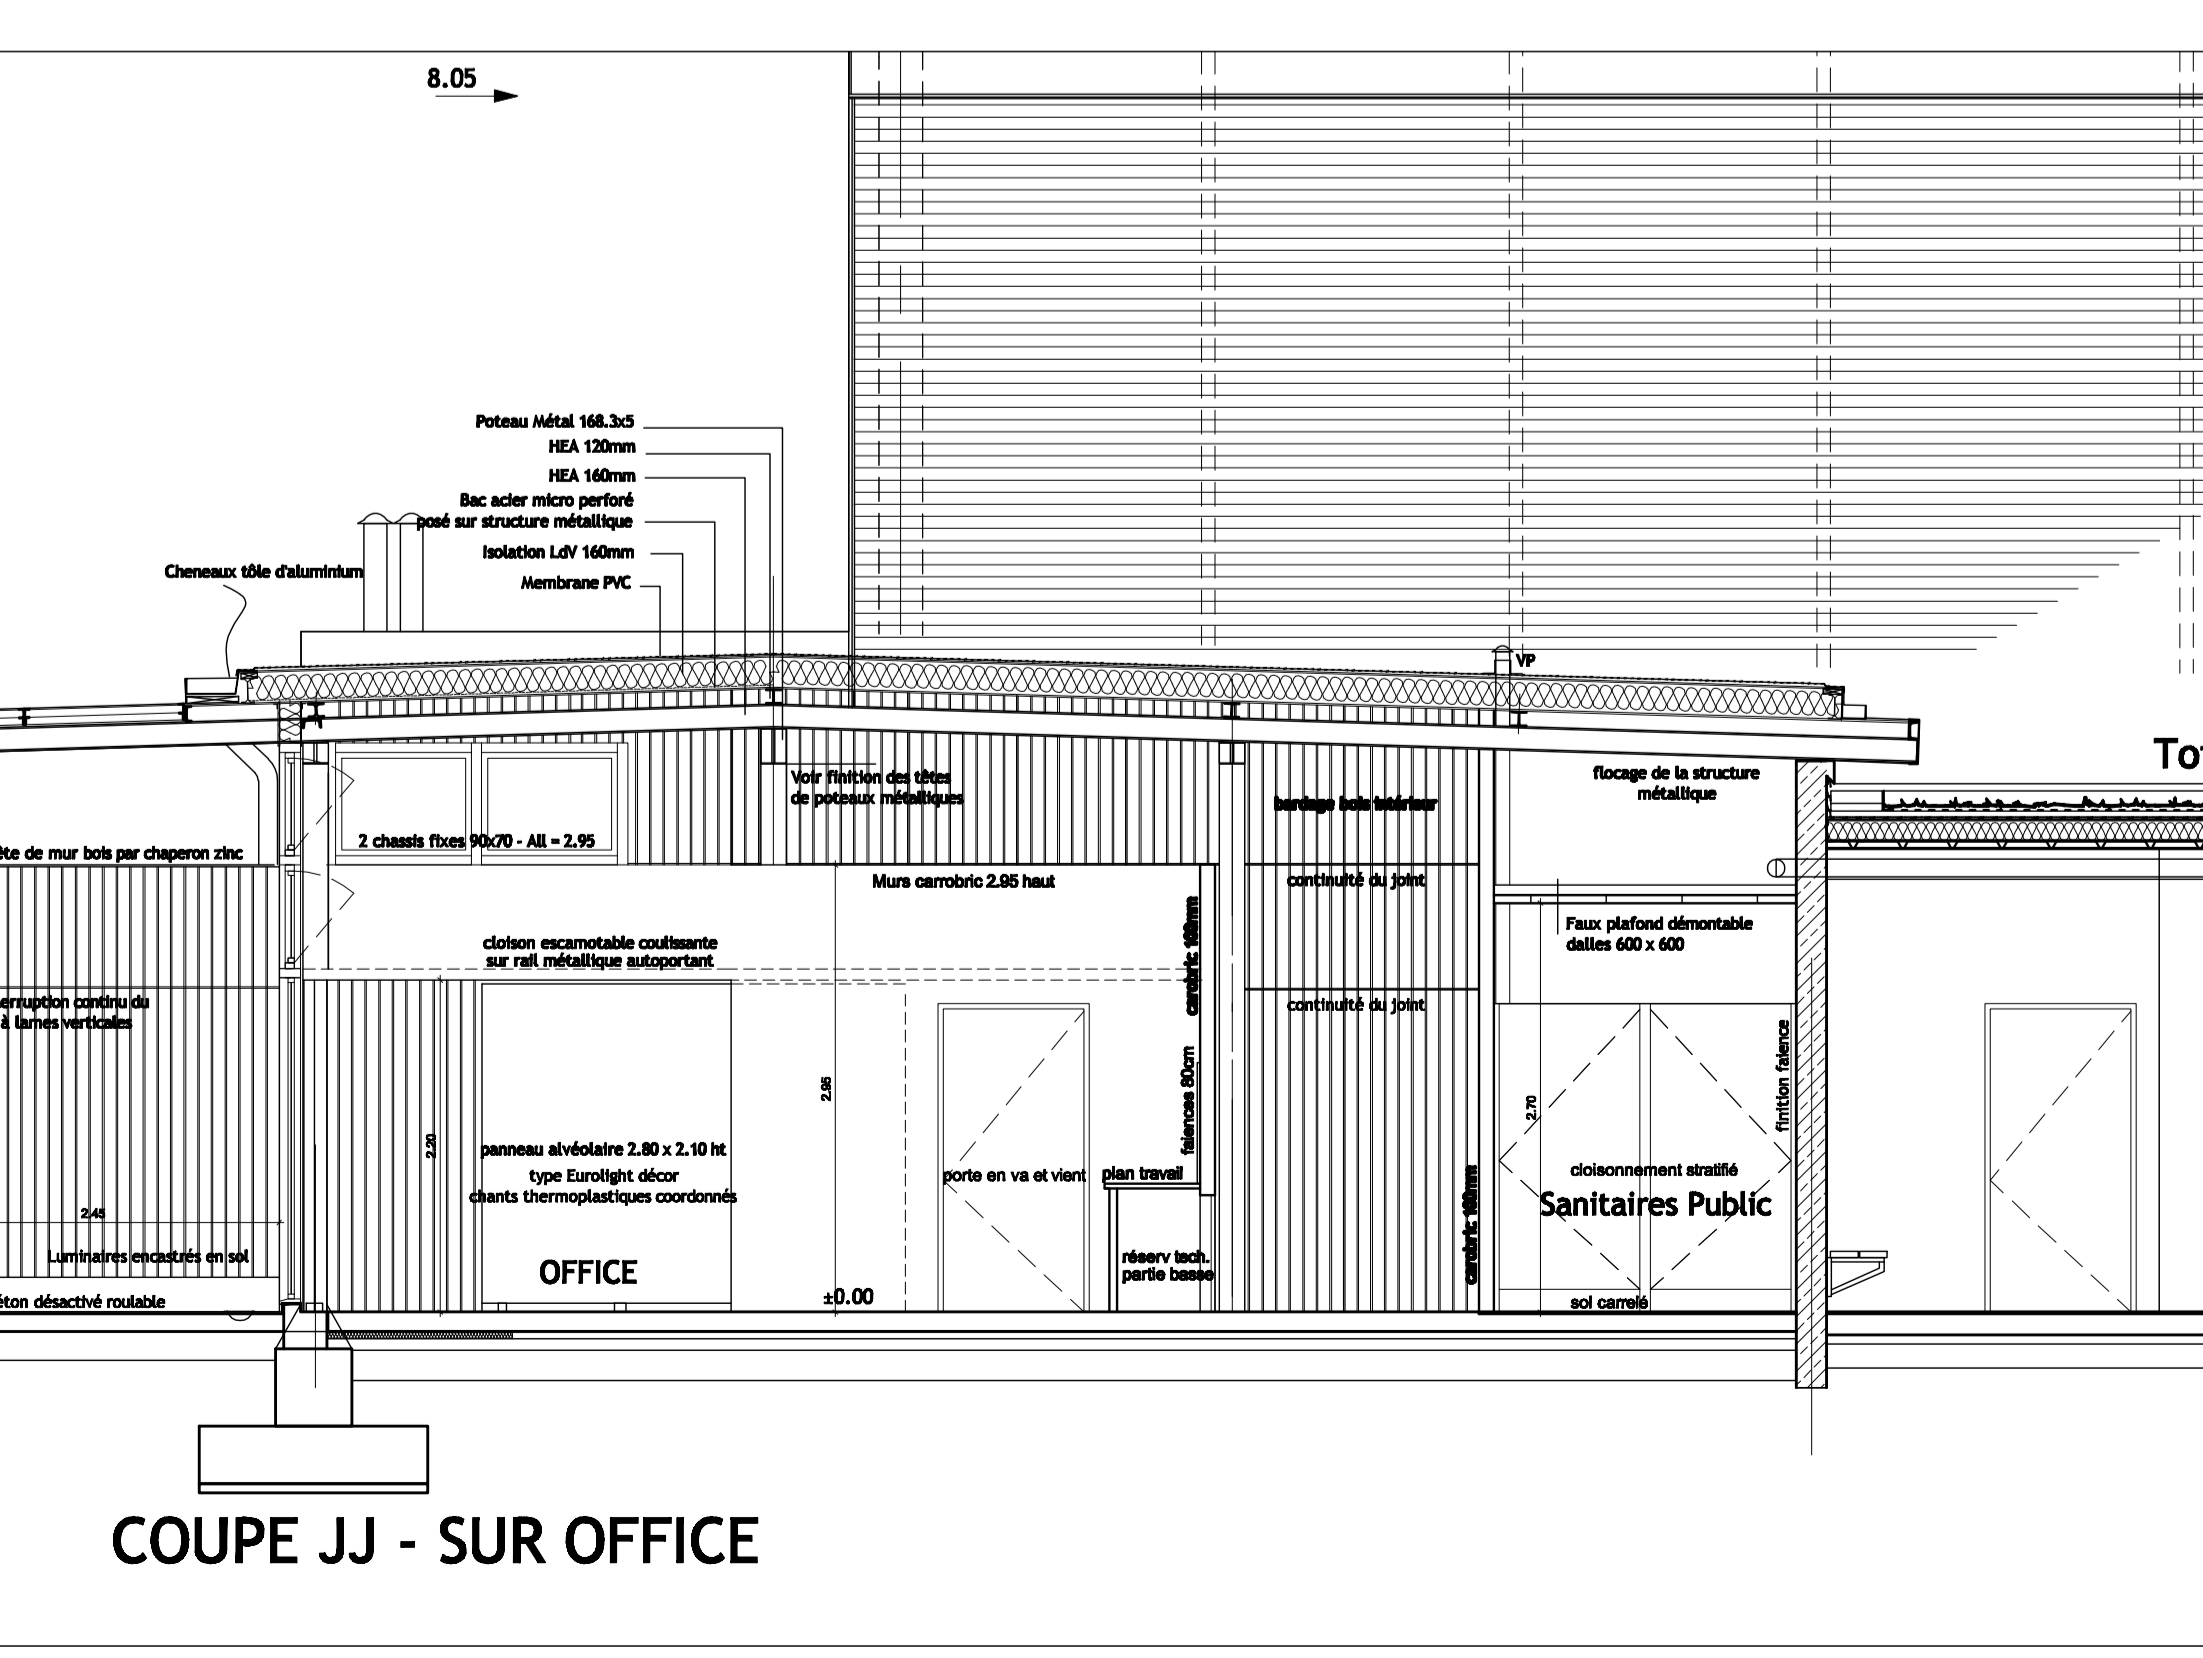 8.05
Poteau Métal 168.3x5
HEA 120mm
HEA 160mm
Bac acier micro perforé
posé sur structure métallique
Isolation LdV 160mm
Membrane PVC
Cheneaux tôle d'aluminium
VP
Voir finition des têtes
de poteaux métalliques
bardage bois intérieur
flocage de la structure
métallique
2 chassis fixes 90x70 - All = 2.95
de mur bois par chaperon zinc
Murs carrobric 2.95 haut
continuité du joint
Faux plafond démontable
dalles 600 x 600
cloison escamotable coulissante
sur rail métallique autoportant
carobric 100mm
continu du
à lames verticales
continuité du joint
finition faience
faiences 80cm
2.95
2.70
2.20
panneau alvéolaire 2.80 x 2.10 ht
type Eurolight décor
chants thermoplastiques coordonnés
porte en va et vient
plan travail
cloisonnement stratifié
Sanitaires Public
carobric 100mm
2.45
Luminaires encastrés en sol
OFFICE
réserv tech.
partie basse
±0.00
désactivé roulable
sol carrelé
COUPE JJ - SUR OFFICE